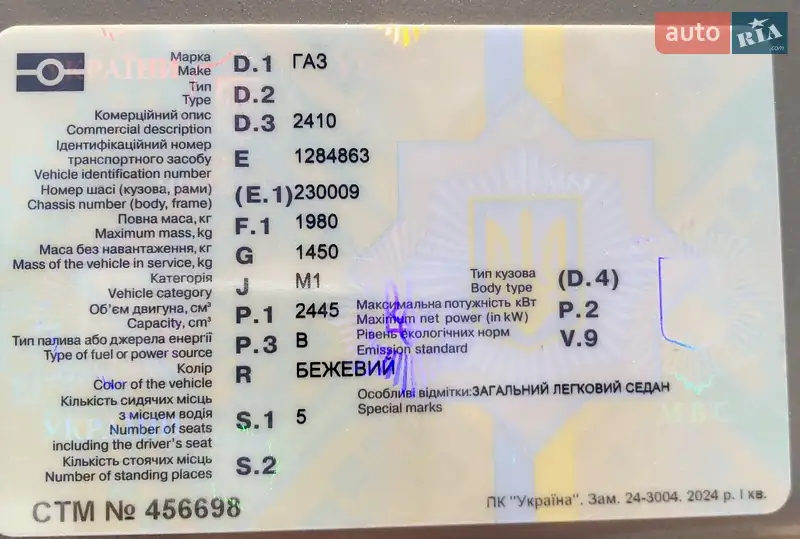 auto RIA.com
Марка D.1 ГАЗ
Make
Тип D.2
Type
Комерційний опис D.3 2410
Commercial description
Ідентифікаційний номер
транспортного засобу E 1284863
Vehicle identification number
Номер шасі (кузова, рами) (E.1) 230009
Chassis number (body, frame)
Повна маса, кг F.1 1980
Maximum mass, kg
Маса без навантаження, кг G 1450
Mass of the vehicle in service, kg
Категорія J M1
Vehicle category
Тип кузова (D.4)
Body type
Об'єм двигуна, см³ P.1 2445
Capacity, cm³
Максимальна потужність кВт P.2
Maximum net power (in kW)
Тип палива або джерела енергії P.3 B
Type of fuel or power source
Рівень екологічних норм V.9
Emission standard
Колір R БЕЖЕВИЙ
Color of the vehicle
Особливі відмітки:ЗАГАЛЬНИЙ ЛЕГКОВИЙ СЕДАН
Special marks
Кількість сидячих місць
з місцем водія S.1 5
Number of seats
including the driver's seat
Кількість стоячих місць S.2
Number of standing places
СТМ № 456698
ПК "Україна". Зам. 24-3004. 2024 р. І кв.